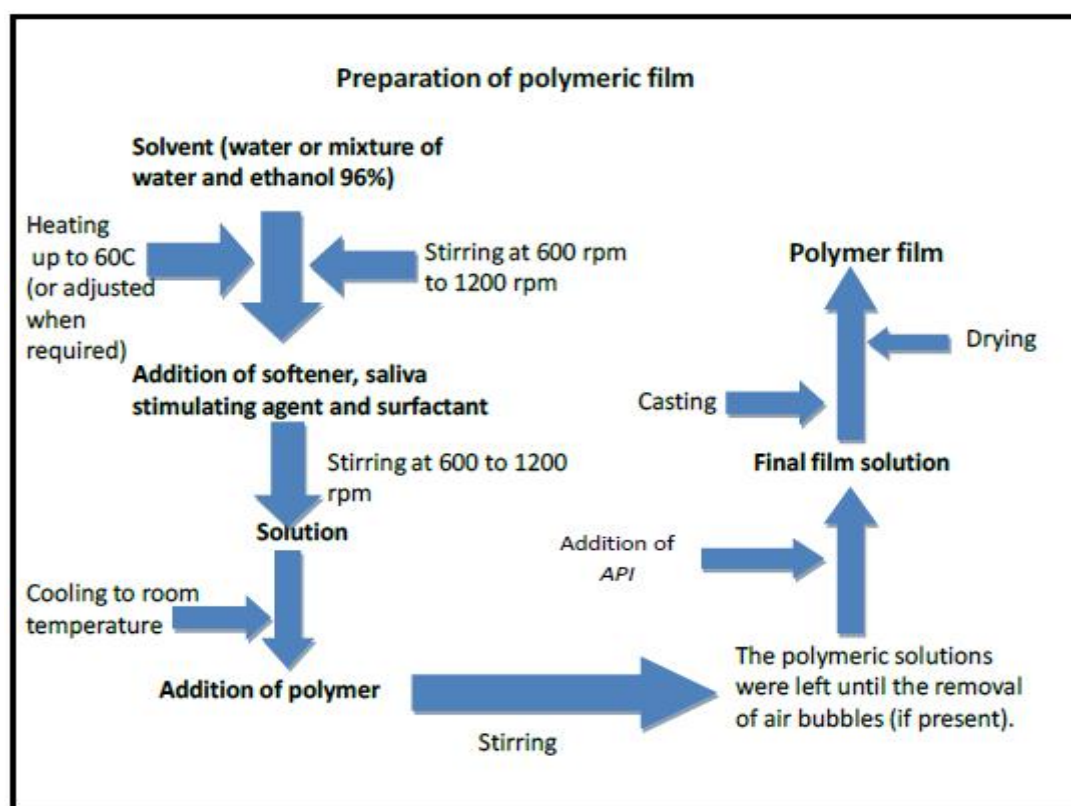 Preparation of polymeric film
Solvent (water or mixture of
water and ethanol 96%)
Heating
up to 60C
(or adjusted
when
required)
Stirring at 600 rpm
to 1200 rpm
Addition of softener, saliva
stimulating agent and surfactant
Stirring at 600 to 1200
rpm
Solution
Cooling to room
temperature
Addition of polymer
Stirring
The polymeric solutions
were left until the removal
of air bubbles (if present).
Addition of
API
Final film solution
Casting
Drying
Polymer film